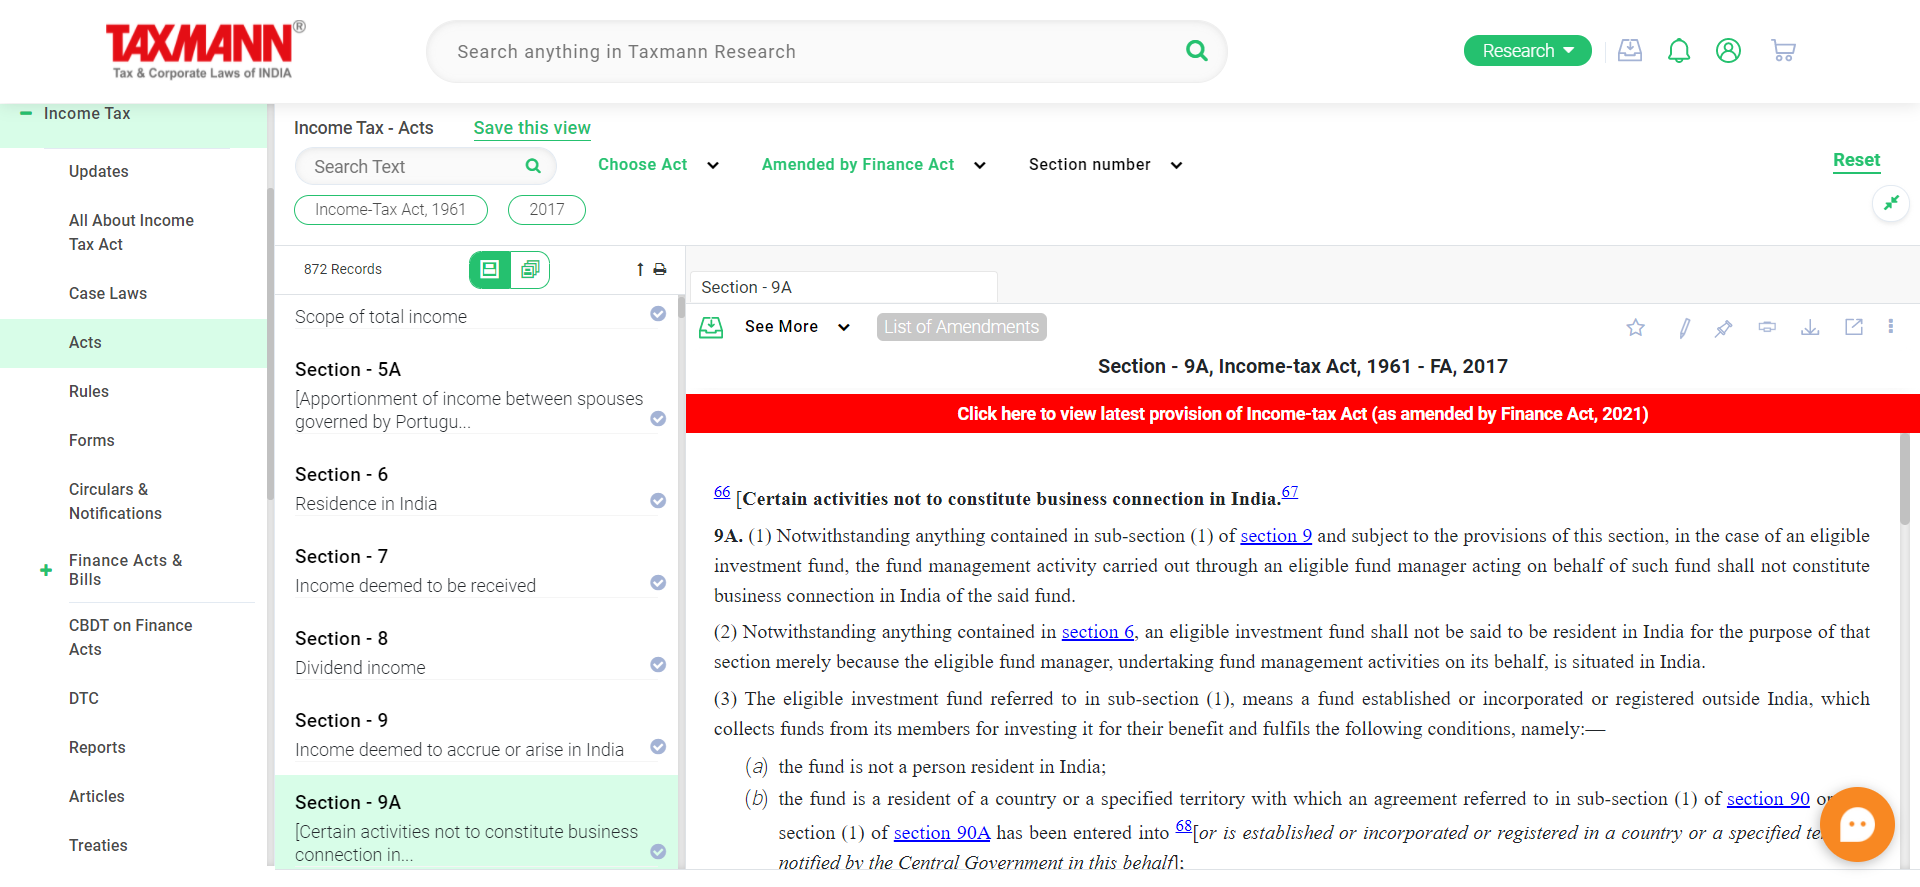 TAXMANN®
Tax & Corporate Laws of INDIA
Search anything in Taxmann Research
Research
Income Tax
Updates
All About Income
Tax Act
Case Laws
Acts
Rules
Forms
Circulars &
Notifications
Finance Acts &
Bills
CBDT on Finance
Acts
DTC
Reports
Articles
Treaties
Income Tax - Acts
Save this view
Search Text
Choose Act
Amended by Finance Act
Section number
Reset
Income-Tax Act, 1961
2017
872 Records
Scope of total income
Section - 5A
[Apportionment of income between spouses
governed by Portugu...
Section - 6
Residence in India
Section - 7
Income deemed to be received
Section - 8
Dividend income
Section - 9
Income deemed to accrue or arise in India
Section - 9A
[Certain activities not to constitute business
connection in...
Section - 9A
See More
List of Amendments
Section - 9A, Income-tax Act, 1961 - FA, 2017
Click here to view latest provision of Income-tax Act (as amended by Finance Act, 2021)
66 [Certain activities not to constitute business connection in India.67
9A. (1) Notwithstanding anything contained in sub-section (1) of section 9 and subject to the provisions of this section, in the case of an eligible
investment fund, the fund management activity carried out through an eligible fund manager acting on behalf of such fund shall not constitute
business connection in India of the said fund.
(2) Notwithstanding anything contained in section 6, an eligible investment fund shall not be said to be resident in India for the purpose of that
section merely because the eligible fund manager, undertaking fund management activities on its behalf, is situated in India.
(3) The eligible investment fund referred to in sub-section (1), means a fund established or incorporated or registered outside India, which
collects funds from its members for investing it for their benefit and fulfils the following conditions, namely:—
(a) the fund is not a person resident in India;
(b) the fund is a resident of a country or a specified territory with which an agreement referred to in sub-section (1) of section 90 or
section (1) of section 90A has been entered into 68[or is established or incorporated or registered in a country or a specified
notified by the Central Government in this behalf];